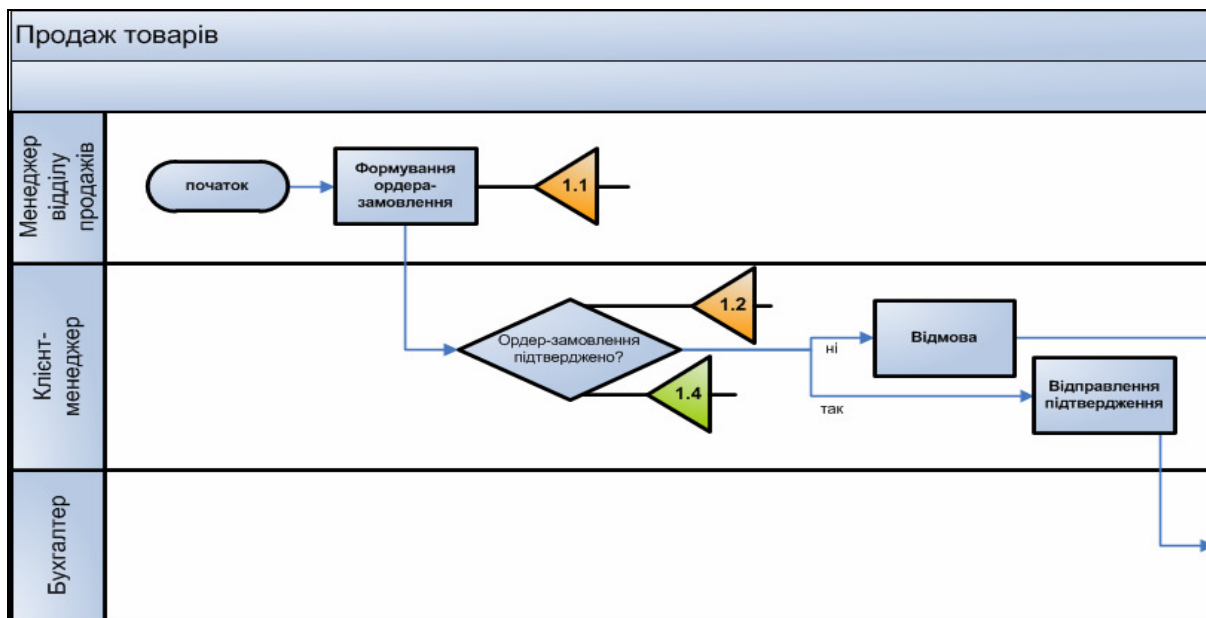 Продаж товарів
Менеджер
відділу
продажів
початок
Формування
ордера-
замовлення
1.1
Клієнт-
менеджер
Ордер-замовлення
підтверджено?
1.2
1.4
ні
так
Відмова
Відправлення
підтвердження
Бухгалтер